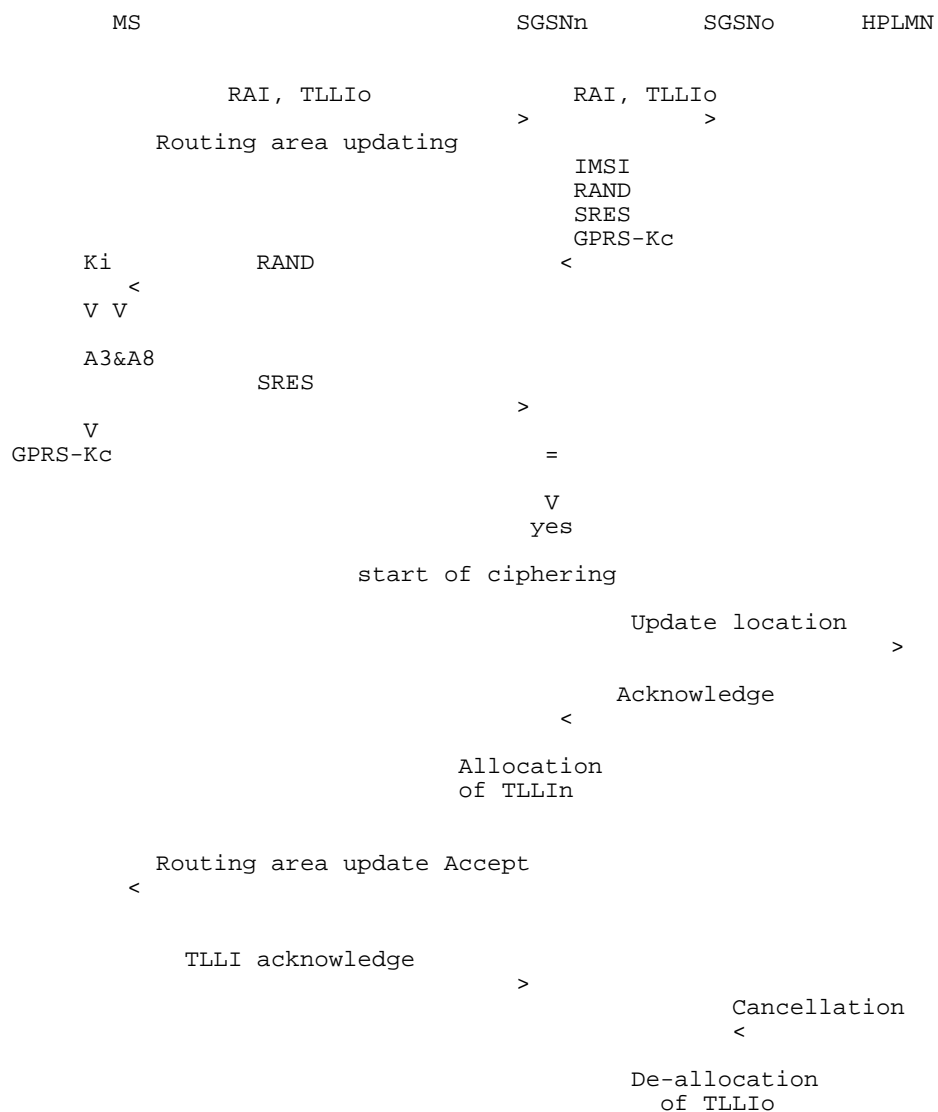 MS SGSNn SGSNo HPLMN
RAI, TLLIo RAI, TLLIo
> >
Routing area updating
IMSI
RAND
SRES
GPRS-Kc
Ki RAND <
<
V V
A3&A8
SRES
>
V
GPRS-Kc =
V
yes
start of ciphering
Update location
>
Acknowledge
<
Allocation
of TLLIn
Routing area update Accept
<
TLLI acknowledge
>
Cancellation
<
De-allocation
of TLLIo